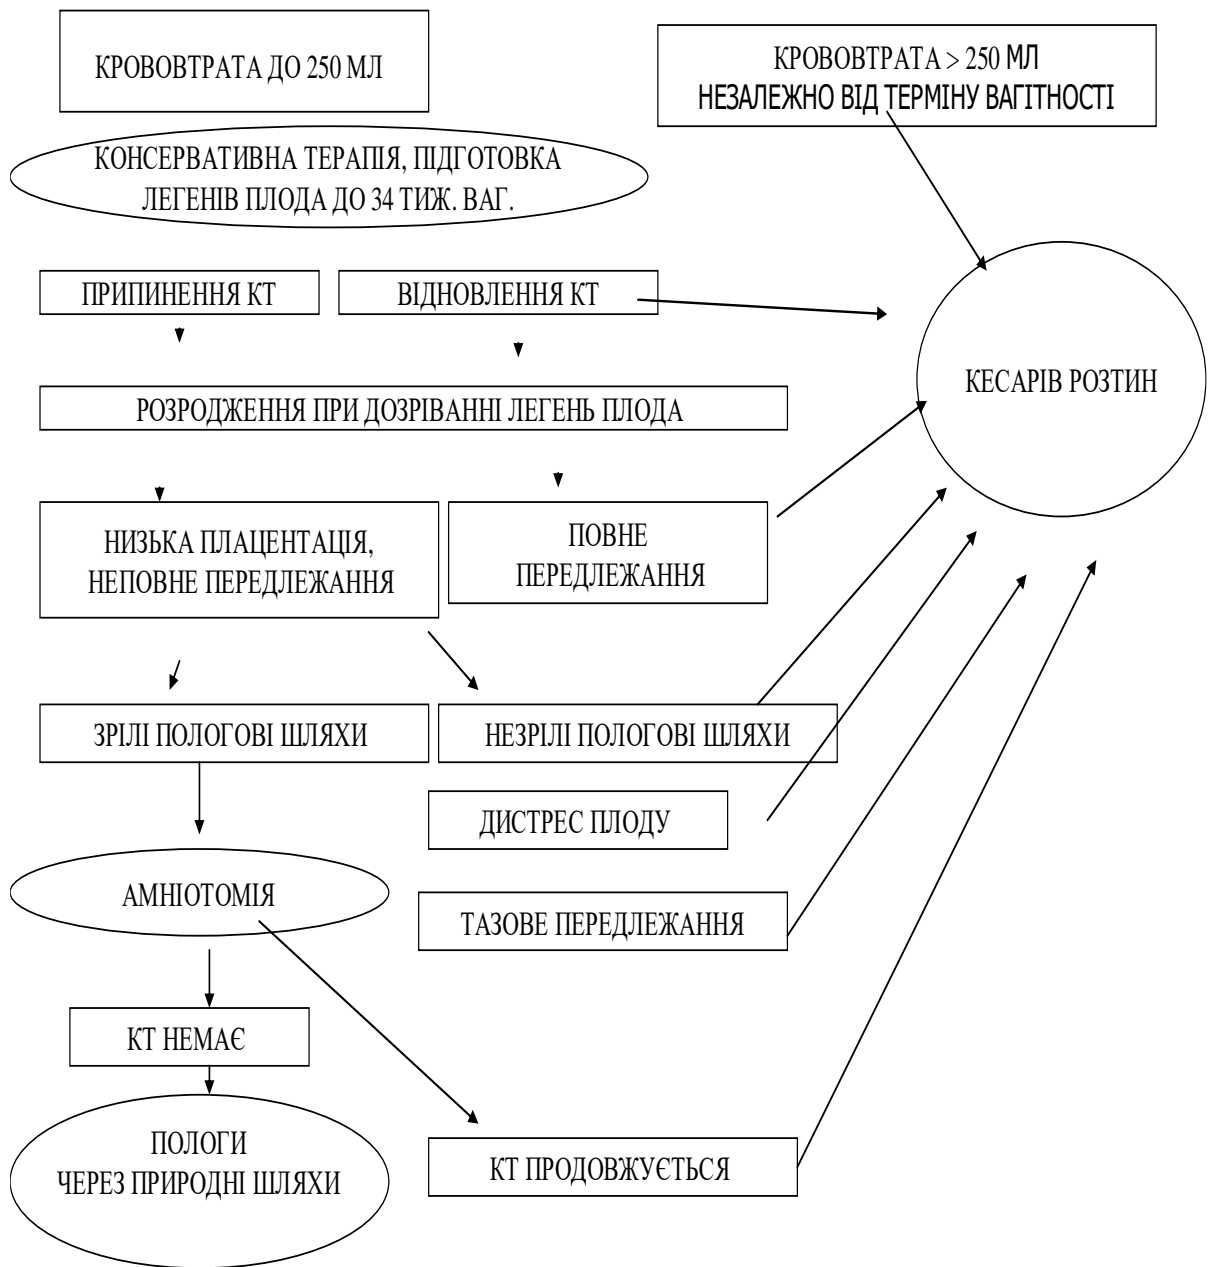 КРОВОВТРАТА ДО 250 МЛ
КРОВОВТРАТА > 250 МЛ
НЕЗАЛЕЖНО ВІД ТЕРМІНУ ВАГІТНОСТІ
КОНСЕРВАТИВНА ТЕРАПІЯ, ПІДГОТОВКА
ЛЕГЕНІВ ПЛОДА ДО 34 ТИЖ. ВАГ.
ПРИПИНЕННЯ КТ
ВІДНОВЛЕННЯ КТ
КЕСАРІВ РОЗТИН
РОЗРОДЖЕННЯ ПРИ ДОЗРІВАННІ ЛЕГЕНЬ ПЛОДА
НИЗЬКА ПЛАЦЕНТАЦІЯ,
НЕПОВНЕ ПЕРЕДЛЕЖАННЯ
ПОВНЕ
ПЕРЕДЛЕЖАННЯ
ЗРІЛІ ПОЛОГОВІ ШЛЯХИ
НЕЗРІЛІ ПОЛОГОВІ ШЛЯХИ
ДИСТРЕС ПЛОДУ
АМНІОТОМІЯ
ТАЗОВЕ ПЕРЕДЛЕЖАННЯ
КТ НЕМАЄ
ПОЛОГИ
ЧЕРЕЗ ПРИРОДНІ ШЛЯХИ
КТ ПРОДОВЖУЄТЬСЯ